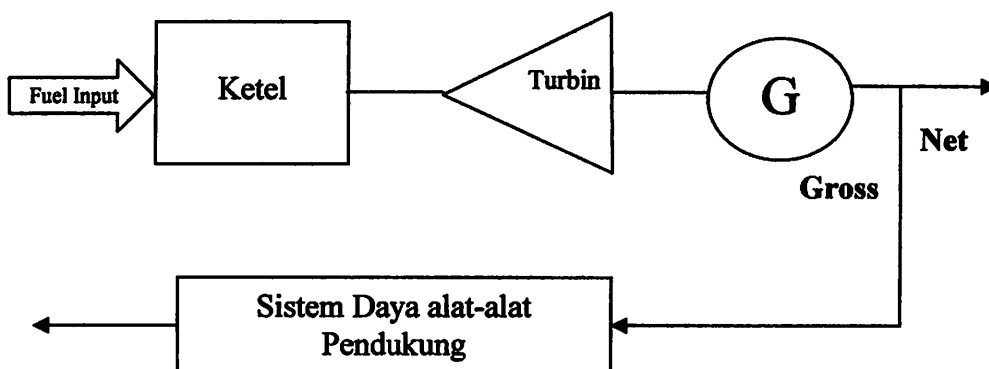 Fuel Input
Ketel
Turbin
G
Net
Gross
Sistem Daya alat-alat
Pendukung